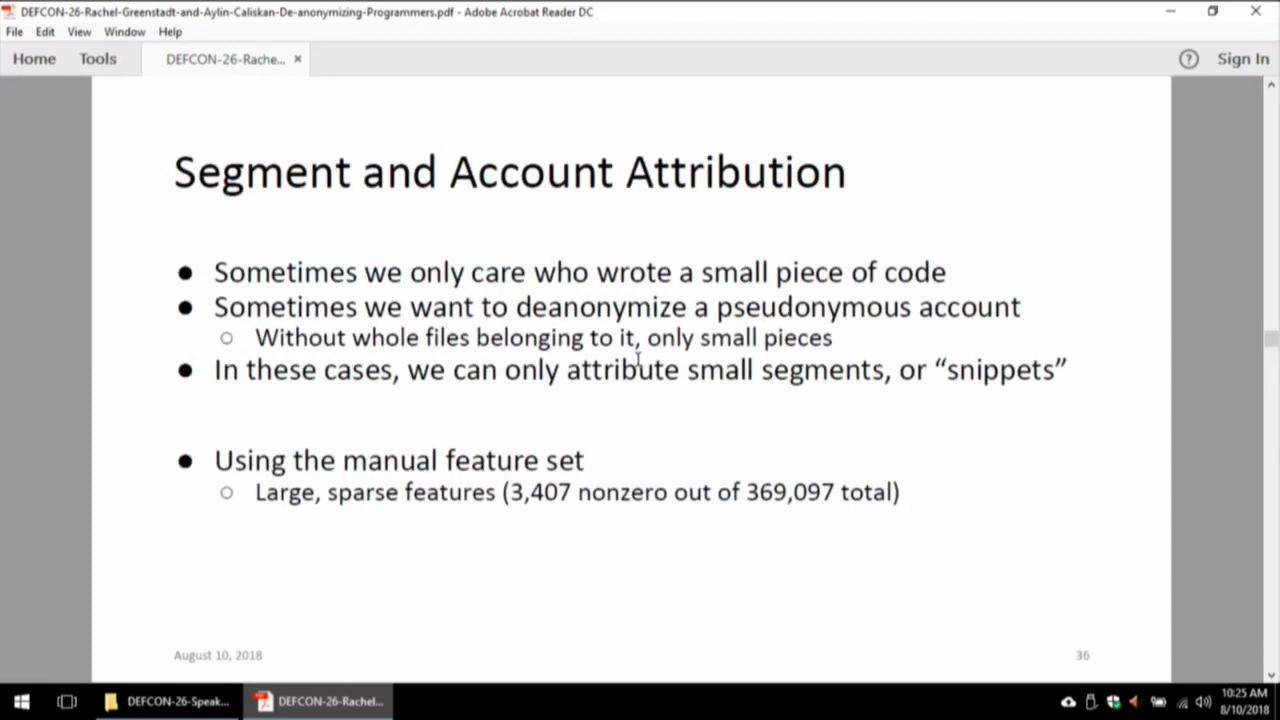 DEFCON-26-Rachel-Greenstadt-and-Aylin-Caliskan-De-anonymizing-Programmers.pdf - Adobe Acrobat Reader DC
File Edit View Window Help
Home Tools DEFCON-26-Rache... × ? Sign In
Segment and Account Attribution
● Sometimes we only care who wrote a small piece of code
● Sometimes we want to deanonymize a pseudonymous account
○ Without whole files belonging to it, only small pieces
● In these cases, we can only attribute small segments, or “snippets”
● Using the manual feature set
○ Large, sparse features (3,407 nonzero out of 369,097 total)
August 10, 2018 36
DEFCON-26-Speak... DEFCON-26-Rachel... 10:25 AM
8/10/2018